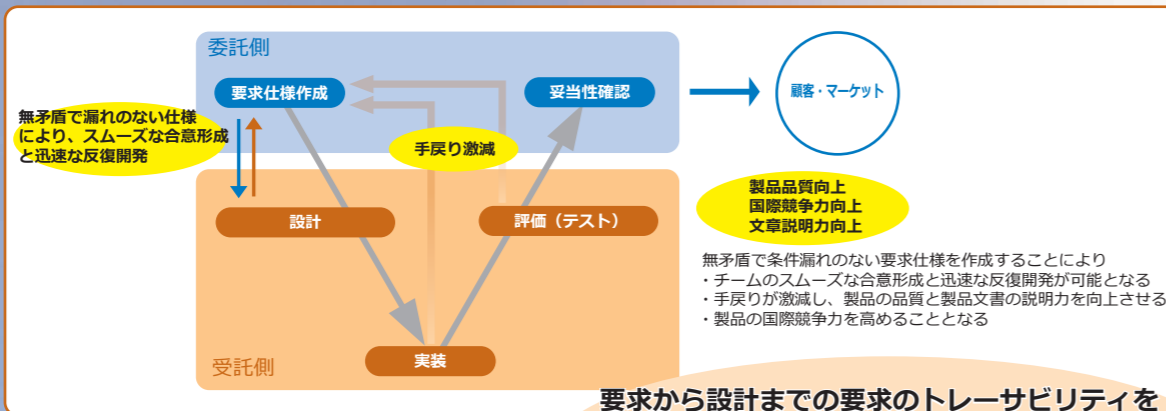 委託側
要求仕様作成
妥当性確認
顧客・マーケット
無矛盾で漏れのない仕様
により、スムーズな合意形成
と迅速な反復開発
手戻り激減
設計
評価（テスト）
製品品質向上
国際競争力向上
文章説明力向上
無矛盾で条件漏れのない要求仕様を作成することにより
・チームのスムーズな合意形成と迅速な反復開発が可能となる
・手戻りが激減し、製品の品質と製品文書の説明力を向上させる
・製品の国際競争力を高めることとなる
受託側
実装
要求から設計までの要求のトレーサビリティを